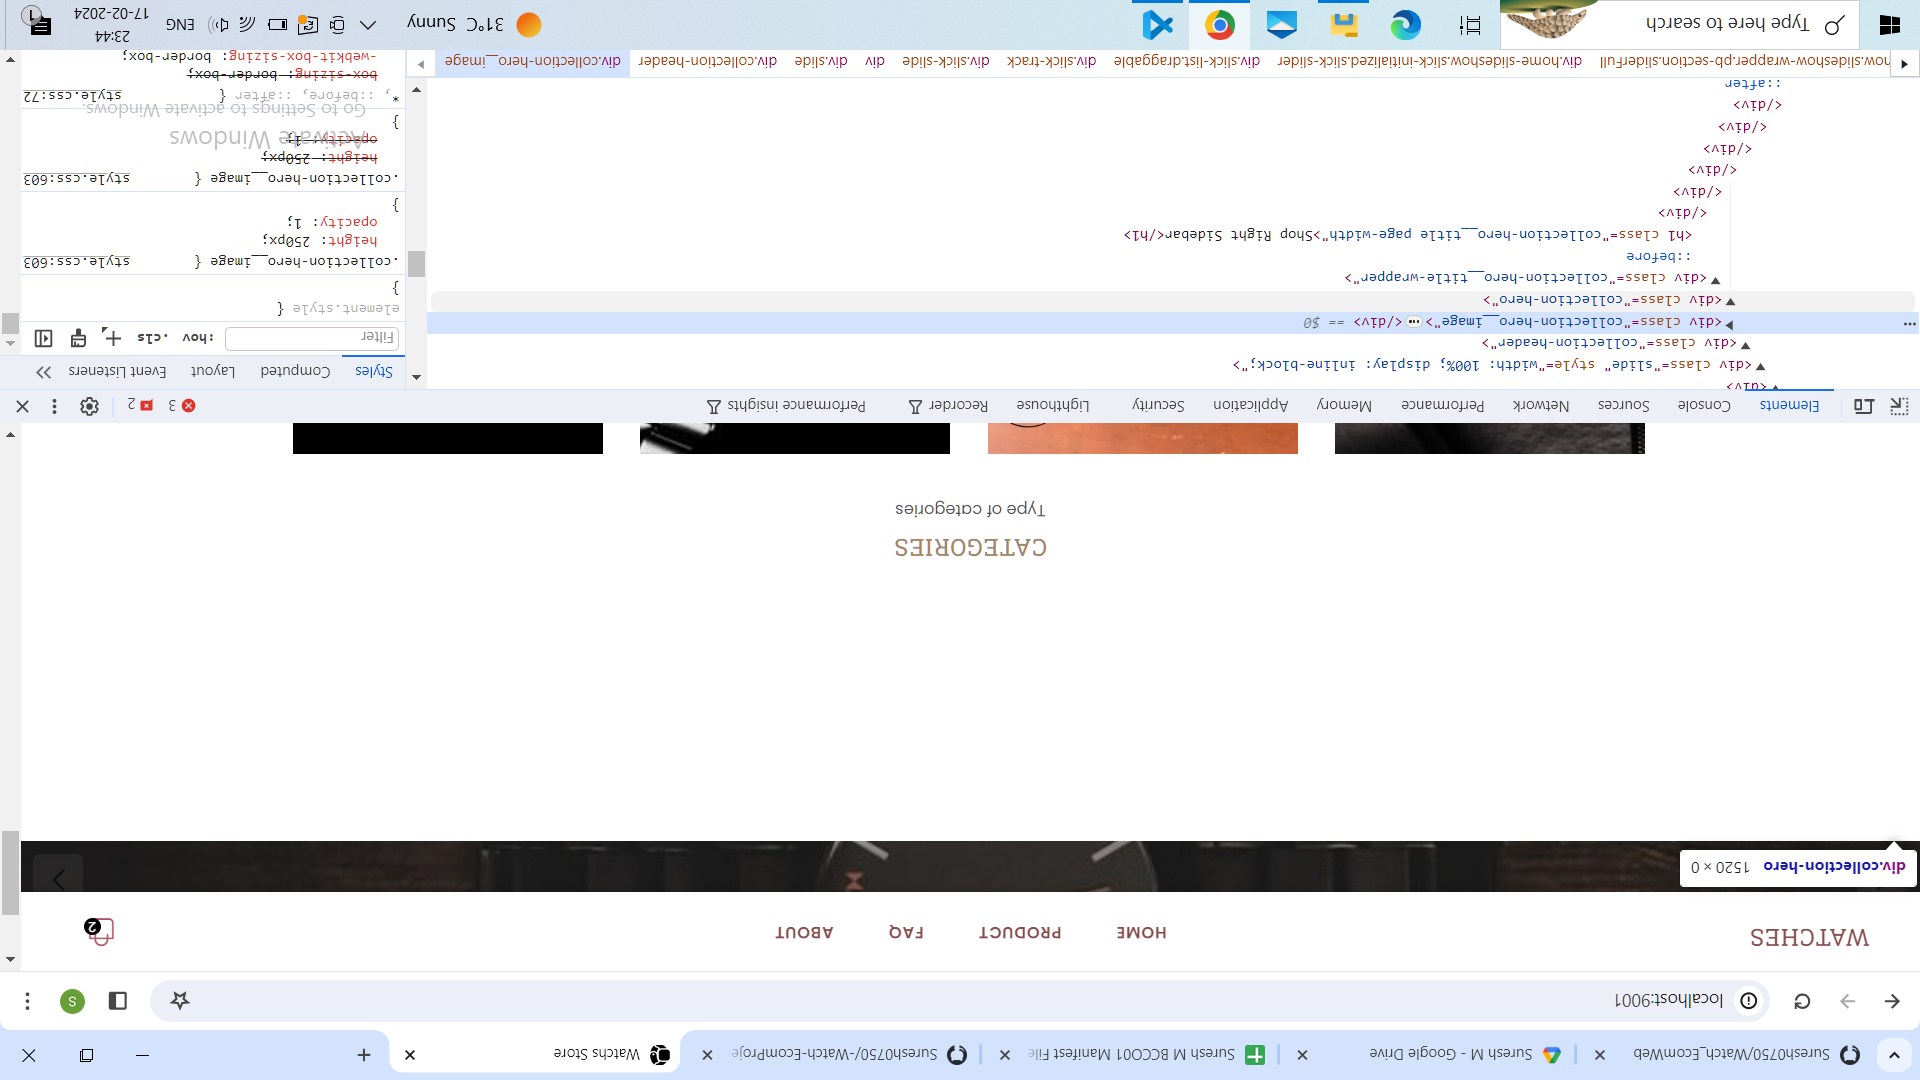 Suresh0750/Watch_EcomWeb
Suresh M - Google Drive
Suresh M BCCO01 Manifest File
Suresh0750/-Watch-EcomProje
Watchs Store
localhost:9001
S
WATCHES
HOME
PRODUCT
FAQ
ABOUT
2
div.collection-hero 1520 × 0
CATEGORIES
Type of categories
Elements
Console
Sources
Network
Performance
Memory
Application
Security
Lighthouse
Recorder
Performance insights
3
2
<div>
<div class="slide" style="width: 100%; display: inline-block;">
<div class="collection-header">
<div class="collection-hero__image">…</div> == $0
<div class="collection-hero">
<div class="collection-hero__title-wrapper">
::before
<h1 class="collection-hero__title page-width">Shop Right Sidebar</h1>
</div>
</div>
</div>
</div>
</div>
</div>
::after
Styles
Computed
Layout
Event Listeners
Filter
:hov
.cls
element.style {
}
.collection-hero__image { style.css:603
height: 250px;
opacity: 1;
}
.collection-hero__image { style.css:603
height: 250px;
opacity: 1;
}
*, ::before, ::after { style.css:72
box-sizing: border-box;
-webkit-box-sizing: border-box;
Activate Windows
Go to Settings to activate Windows.
how.slideshow-wrapper.pb-section.sliderFull
div.home-slideshow.slick-initialized.slick-slider
div.slick-list.draggable
div.slick-track
div.slick-slide
div
div.slide
div.collection-header
div.collection-hero__image
Type here to search
31°C Sunny
ENG
23:44
17-02-2024
1